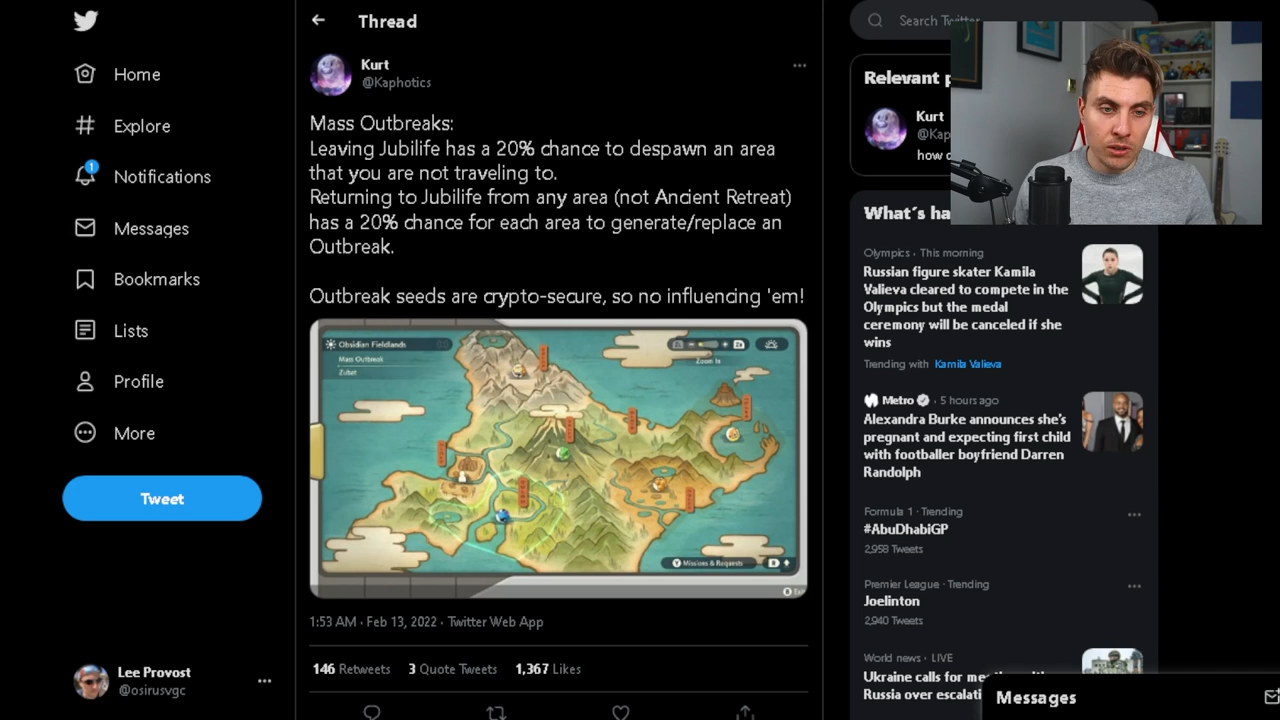 Home
Explore
1
Notifications
Messages
Bookmarks
Lists
Profile
More
Tweet
Lee Provost
@osirusvgc
Thread
Kurt
@Kaphotics
Mass Outbreaks:
Leaving Jubilife has a 20% chance to despawn an area
that you are not traveling to.
Returning to Jubilife from any area (not Ancient Retreat)
has a 20% chance for each area to generate/replace an
Outbreak.
Outbreak seeds are crypto-secure, so no influencing 'em!
Obsidian Fieldlands
Mass Outbreak
Zubat
Zoom In
Missions & Requests
1:53 AM · Feb 13, 2022 · Twitter Web App
146 Retweets 3 Quote Tweets 1,367 Likes
Search Twitter
Relevant
Kurt
What's
Olympics · This morning
Russian figure skater Kamila
Valieva cleared to compete in the
Olympics but the medal
ceremony will be canceled if she
wins
Trending with Kamila Valieva
Metro · 5 hours ago
Alexandra Burke announces she's
pregnant and expecting first child
with footballer boyfriend Darren
Randolph
Formula 1 · Trending
#AbuDhabiGP
2,958 Tweets
Premier League · Trending
Joelinton
2,940 Tweets
World news · LIVE
Ukraine calls for
Russia over
Messages